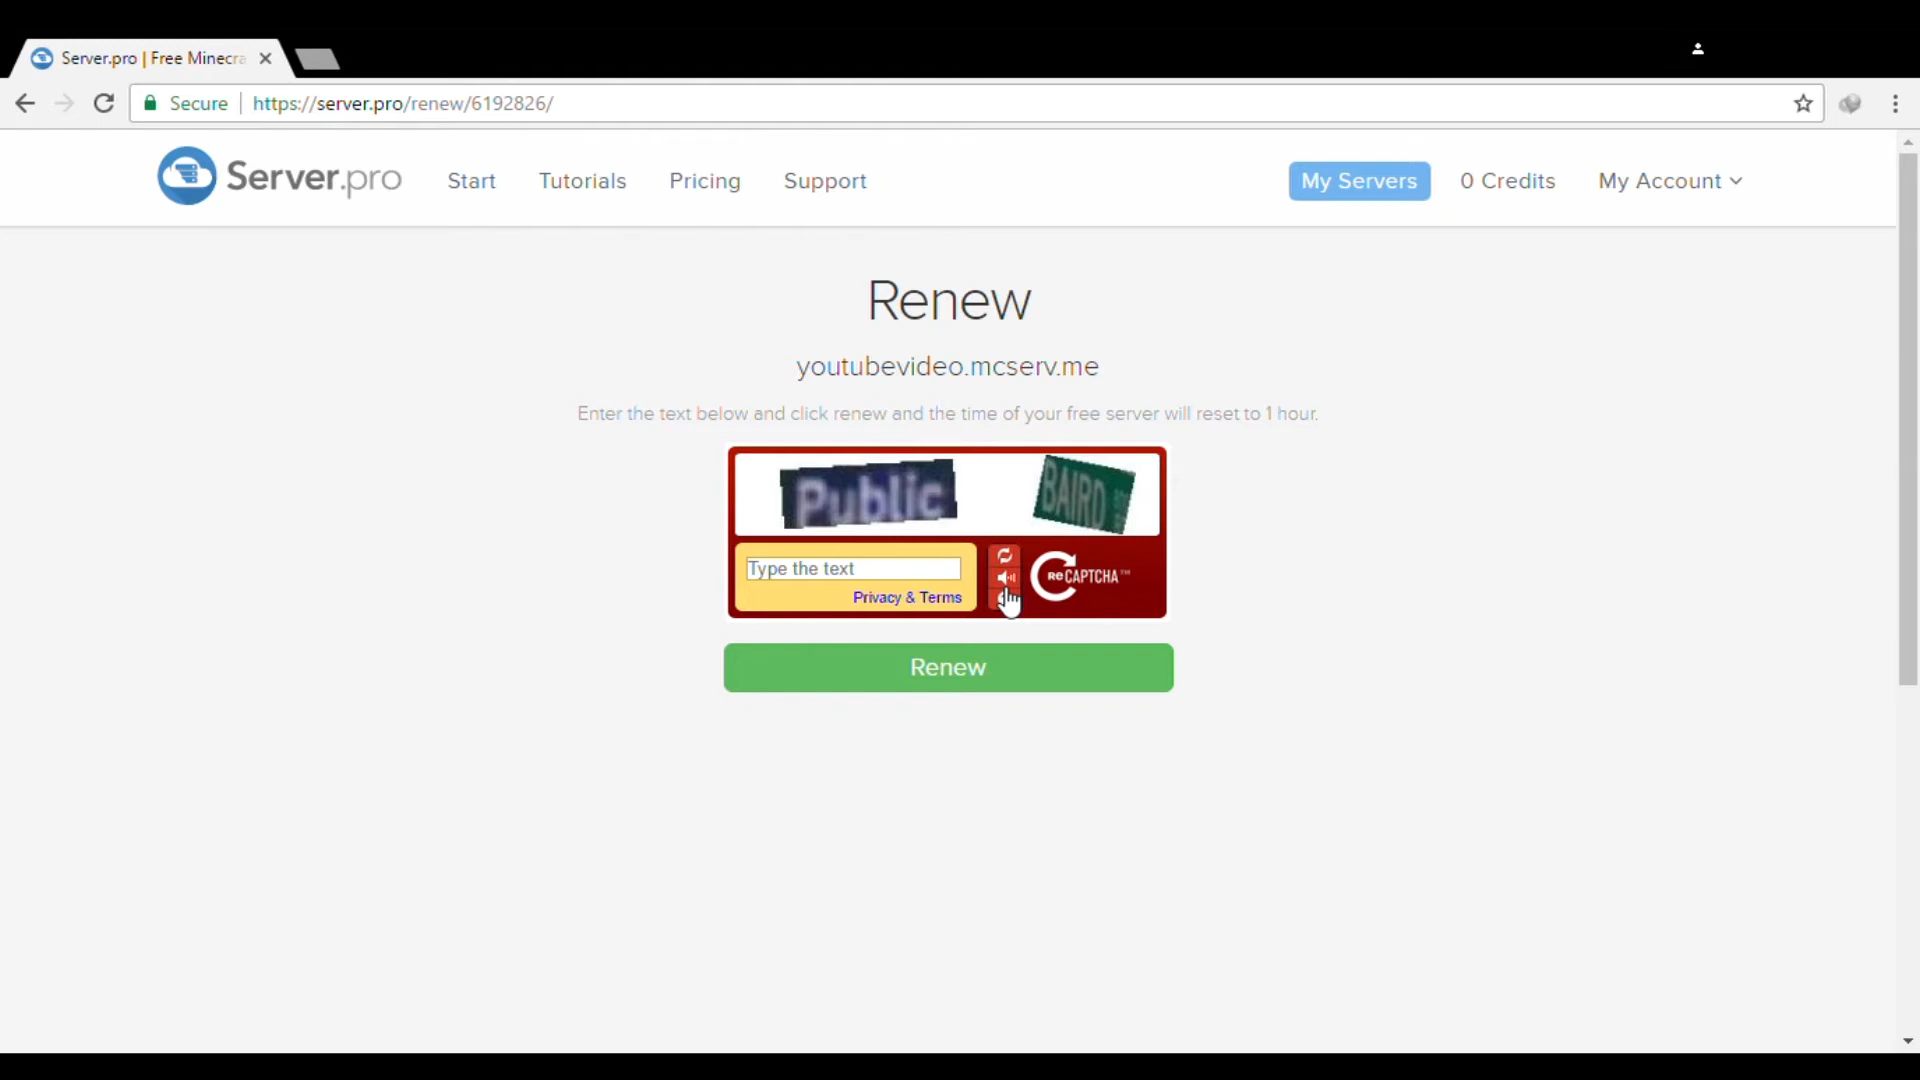 Server.pro | Free Minecra
Secure
https://server.pro/renew/6192826/
Server.pro
Start
Tutorials
Pricing
Support
My Servers
0 Credits
My Account
Renew
youtubevideo.mcserv.me
Enter the text below and click renew and the time of your free server will reset to 1 hour.
Public
BAIRD
Type the text
Privacy & Terms
reCAPTCHA™
Renew